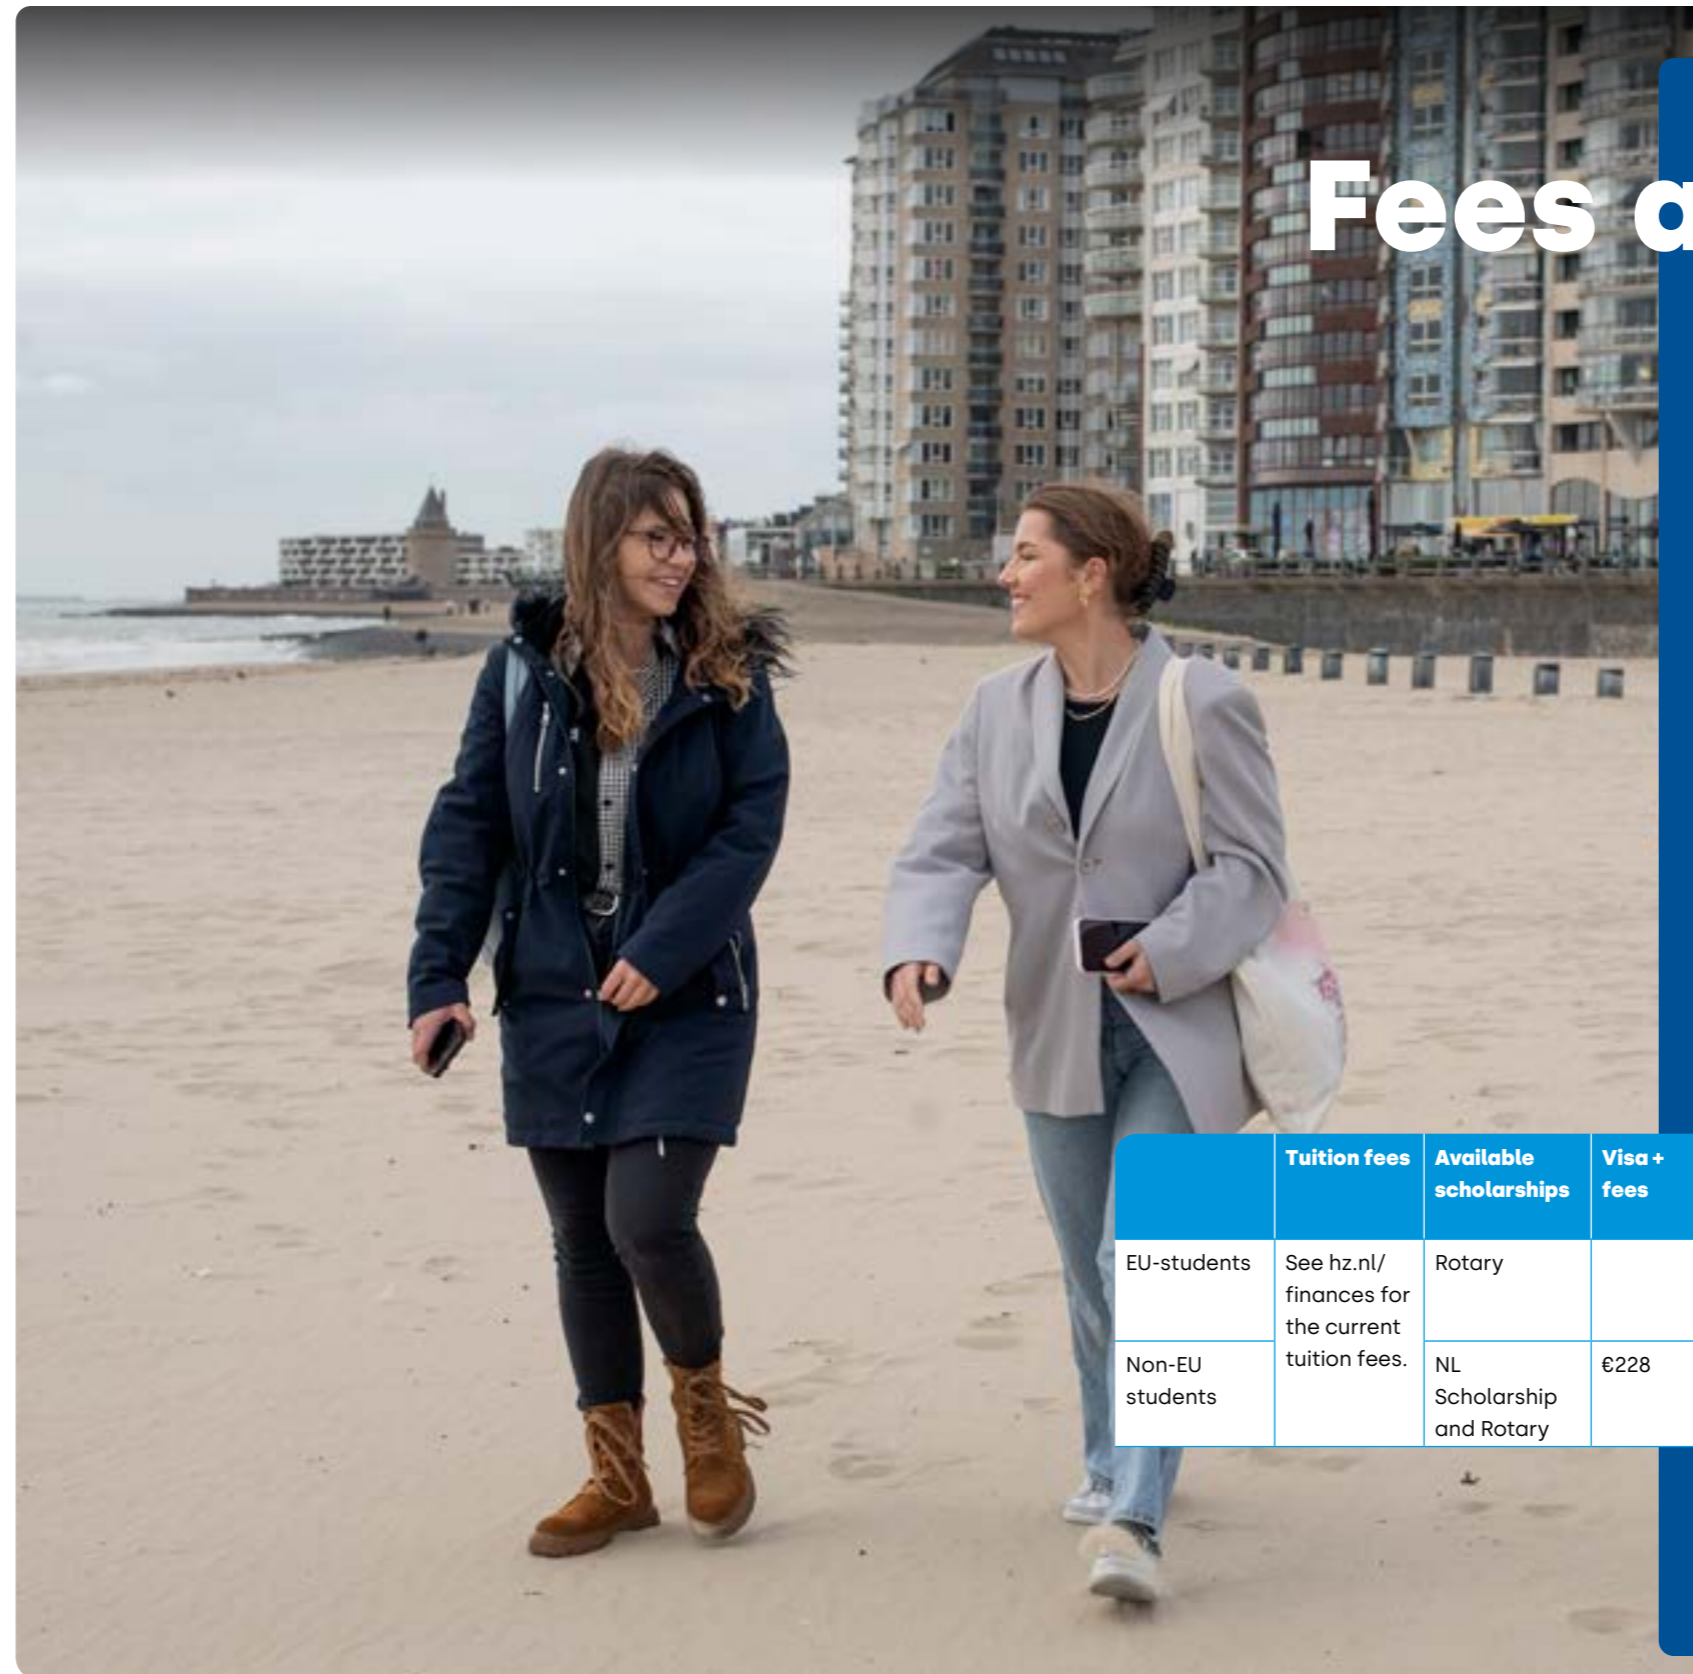 Fees a
Tuition fees
Available
scholarships
Visa +
fees
EU-students
See hz.nl/
finances for
the current
tuition fees.
Rotary
Non-EU
students
NL
Scholarship
and Rotary
€228